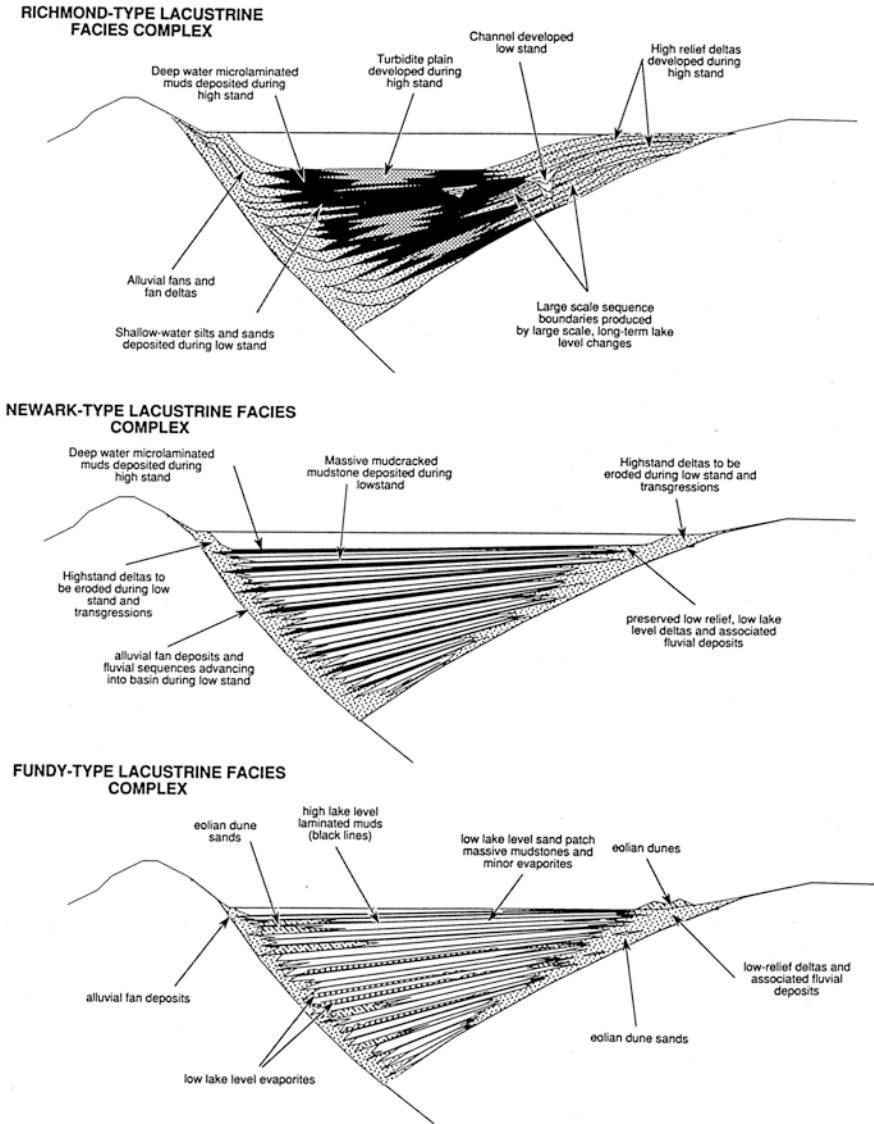 RICHMOND-TYPE LACUSTRINE
FACIES COMPLEX
Deep water microlaminated
muds deposited during
high stand
Turbidite plain
developed during
high stand
Channel developed
low stand
High relief deltas
developed during
high stand
Alluvial fans and
fan deltas
Shallow-water silts and sands
deposited during low stand
Large scale sequence
boundaries produced
by large scale, long-term lake
level changes
NEWARK-TYPE LACUSTRINE FACIES
COMPLEX
Deep water microlaminated
muds deposited during
high stand
Massive mudcracked
mudstone deposited during
lowstand
Highstand deltas to be
eroded during low stand and
transgressions
Highstand deltas to
be eroded during low
stand and
transgressions
alluvial fan deposits and
fluvial sequences advancing
into basin during low stand
preserved low relief, low lake
level deltas and associated
fluvial deposits
FUNDY-TYPE LACUSTRINE FACIES
COMPLEX
eolian dune
sands
high lake level
laminated muds
(black lines)
low lake level sand patch
massive mudstones and
minor evaporites
eolian dunes
alluvial fan deposits
low lake level evaporites
eolian dune sands
low-relief deltas and
associated fluvial
deposits